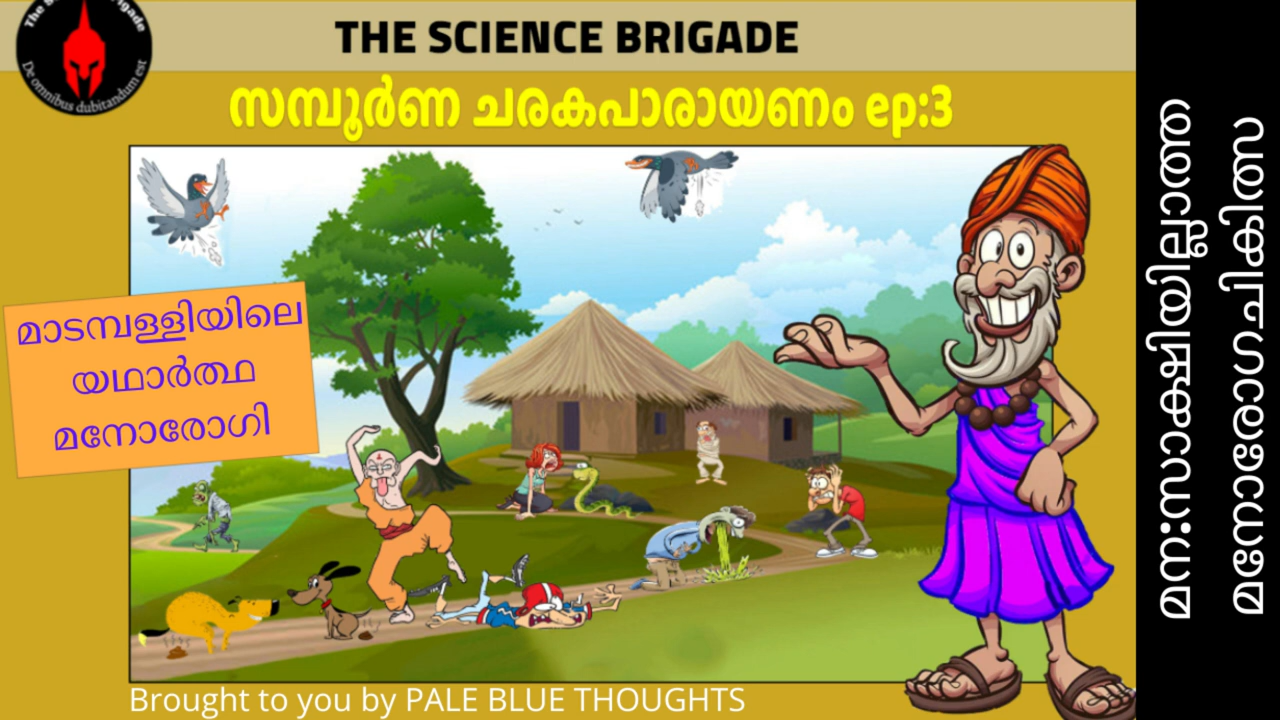 THE SCIENCE BRIGADE
De omnibus dubitandum est
സമ്പൂർണ ചരകപാരായണം ep:3
മാടമ്പള്ളിയിലെ
യഥാർത്ഥ
മനോരോഗി
മന:സാക്ഷിയില്ലാത്ത
മനോരോഗചികിത്സ
Brought to you by PALE BLUE THOUGHTS